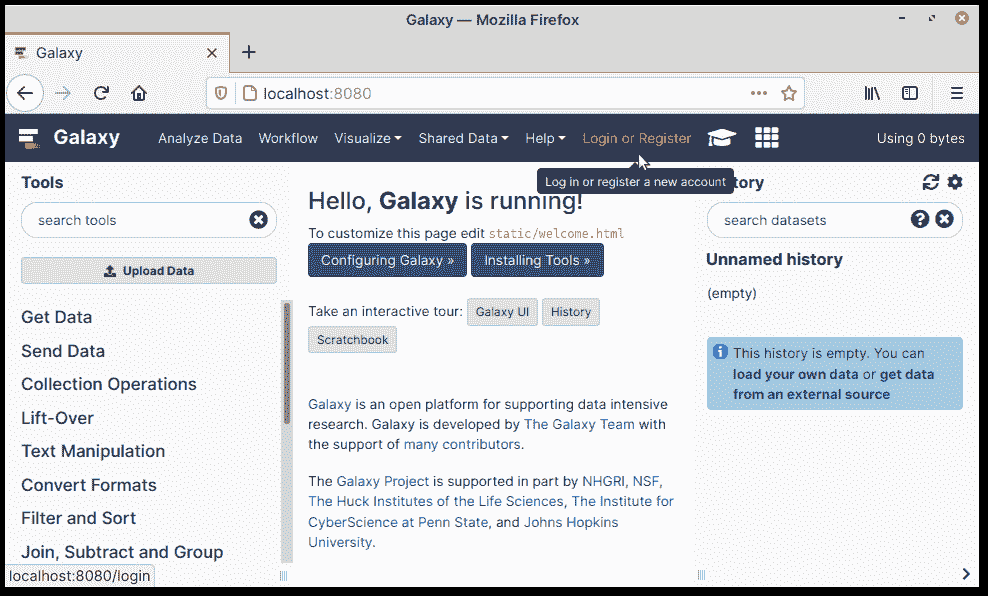 Galaxy — Mozilla Firefox
Galaxy
localhost:8080
Galaxy Analyze Data Workflow Visualize Shared Data Help Login or Register Using 0 bytes
Log in or register a new account
Tools
search tools
Upload Data
Get Data
Send Data
Collection Operations
Lift-Over
Text Manipulation
Convert Formats
Filter and Sort
Join, Subtract and Group
localhost:8080/login
Hello, Galaxy is running!
To customize this page edit static/welcome.html
Configuring Galaxy » Installing Tools »
Take an interactive tour: Galaxy UI History
Scratchbook
Galaxy is an open platform for supporting data intensive
research. Galaxy is developed by The Galaxy Team with
the support of many contributors.
The Galaxy Project is supported in part by NHGRI, NSF,
The Huck Institutes of the Life Sciences, The Institute for
CyberScience at Penn State, and Johns Hopkins
University.
tory
search datasets
Unnamed history
(empty)
This history is empty. You can
load your own data or get data
from an external source